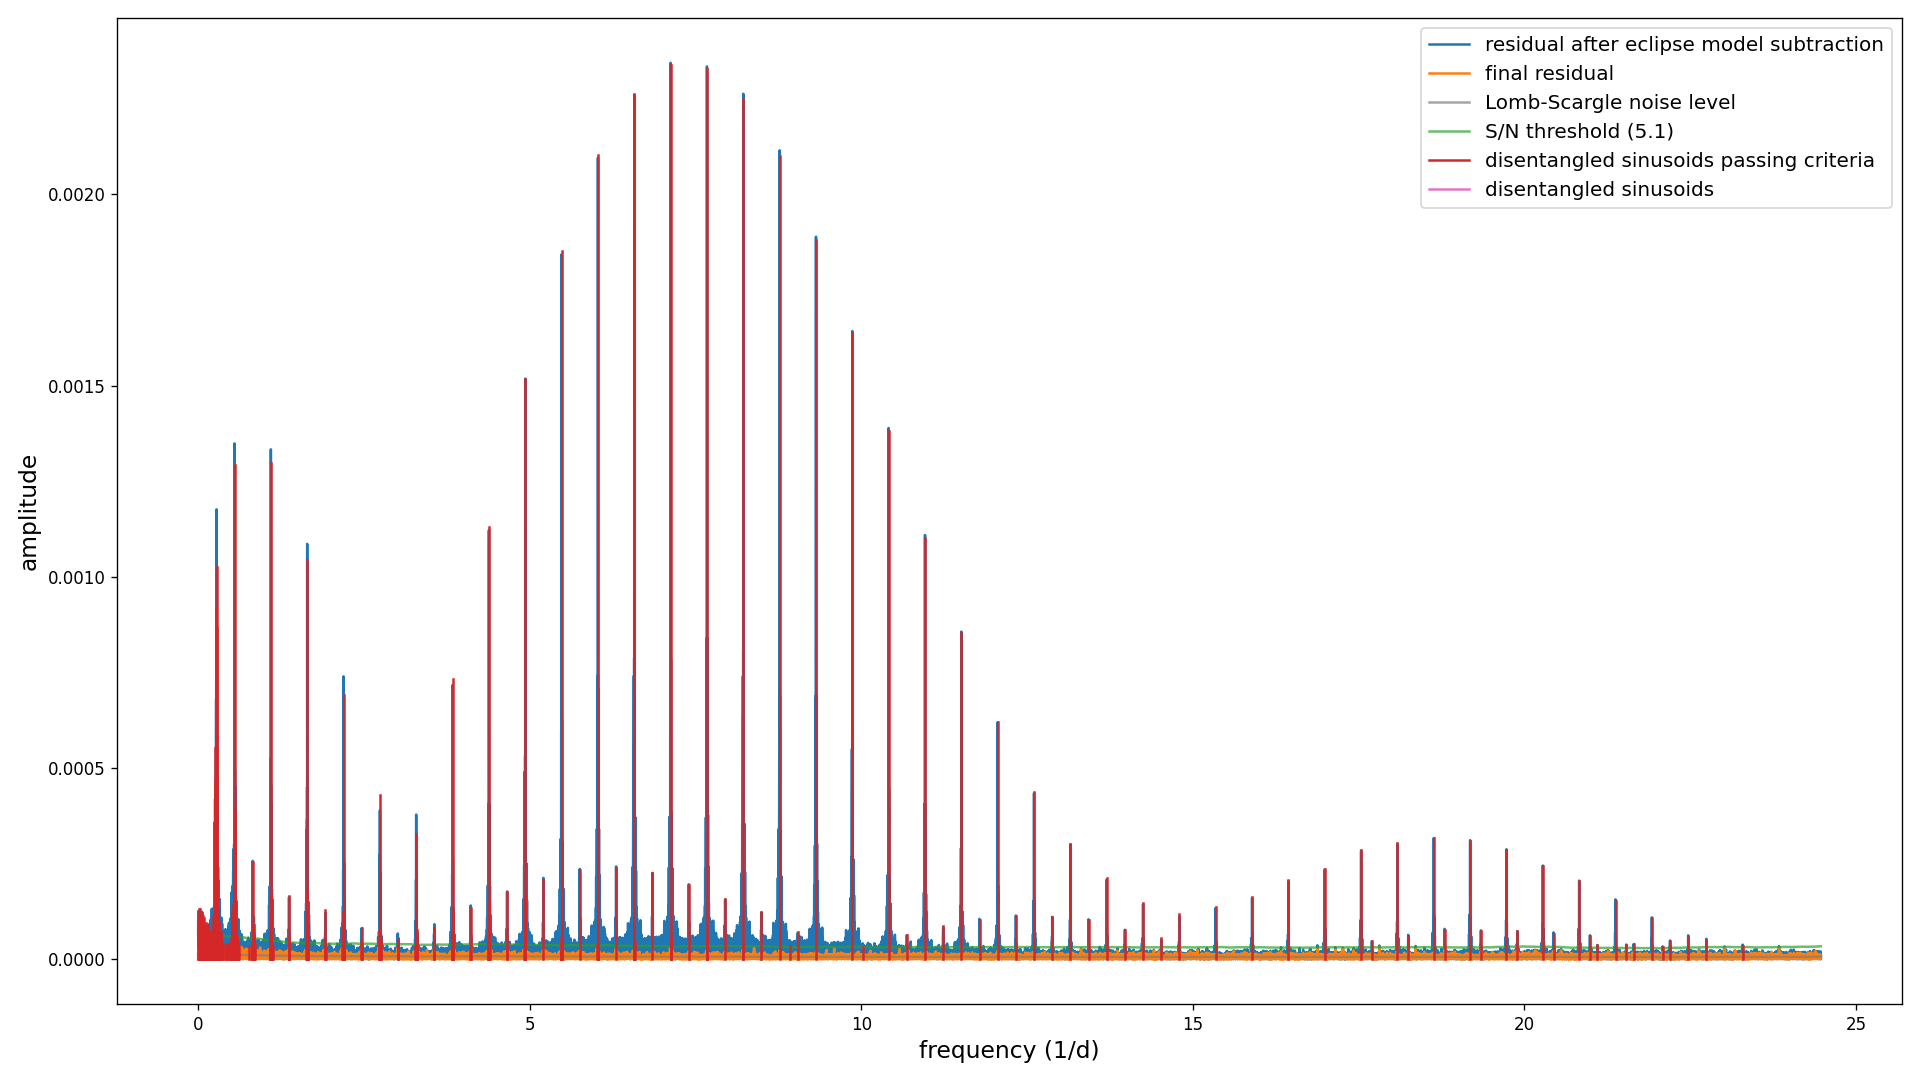 residual after eclipse model subtraction
final residual
Lomb-Scargle noise level
S/N threshold (5.1)
disentangled sinusoids passing criteria
disentangled sinusoids
amplitude
0.0020
0.0015
0.0010
0.0005
0.0000
0 5 10 15 20 25
frequency (1/d)